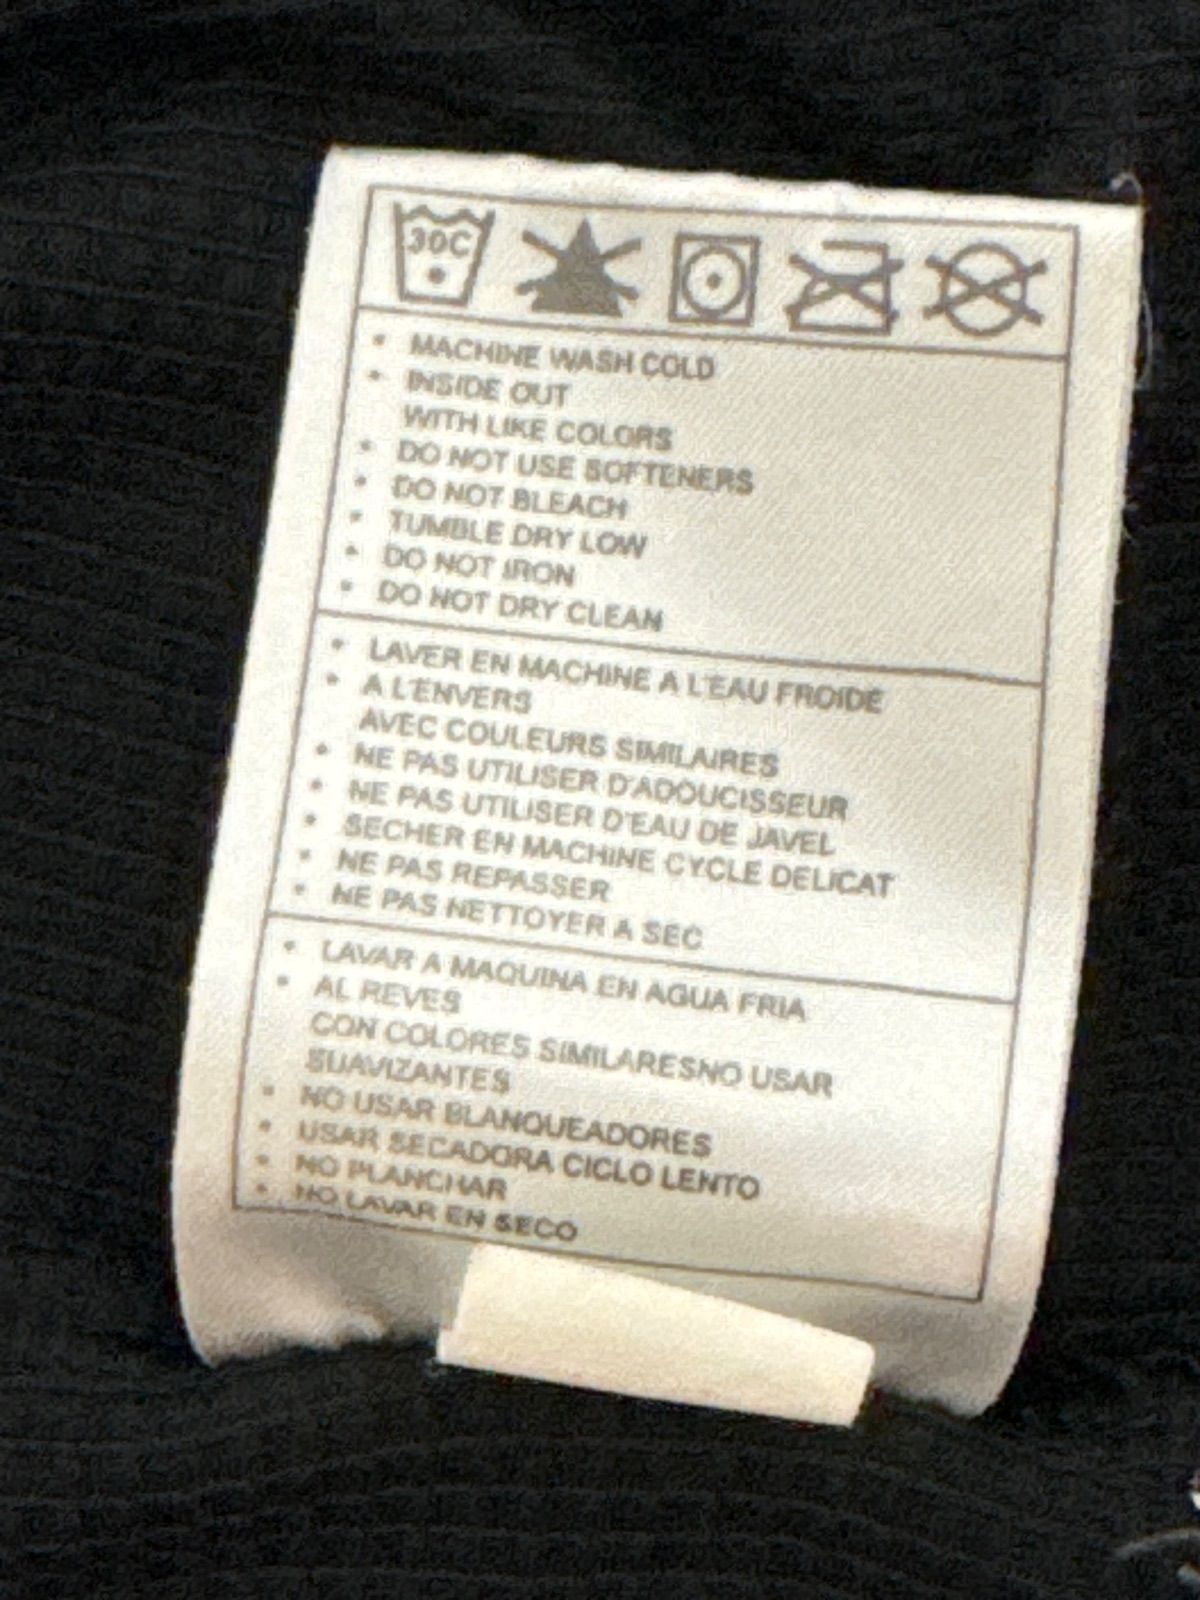 30C
• MACHINE WASH COLD
• INSIDE OUT
WITH LIKE COLORS
• DO NOT USE SOFTENERS
• DO NOT BLEACH
• TUMBLE DRY LOW
• DO NOT IRON
• DO NOT DRY CLEAN
• LAVER EN MACHINE A L'EAU FROIDE
• A L'ENVERS
AVEC COULEURS SIMILAIRES
• NE PAS UTILISER D'ADOUCISSEUR
• NE PAS UTILISER D'EAU DE JAVEL
• SECHER EN MACHINE CYCLE DELICAT
• NE PAS REPASSER
• NE PAS NETTOYER A SEC
• LAVAR A MAQUINA EN AGUA FRIA
• AL REVES
CON COLORES SIMILARESNO USAR
SUAVIZANTES
• NO USAR BLANQUEADORES
• USAR SECADORA CICLO LENTO
• NO PLANCHAR
• NO LAVAR EN SECO